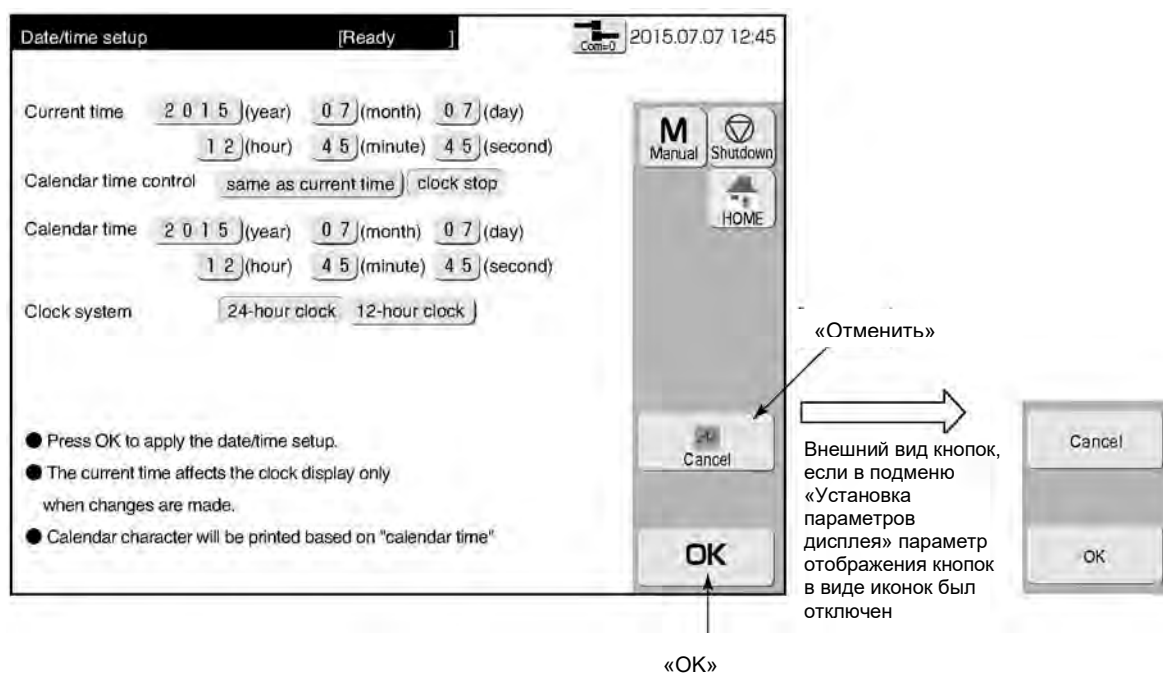 Date/time setup [Ready ] Com=0 2015.07.07 12:45
Current time 2 0 1 5 (year) 0 7 (month) 0 7 (day)
1 2 (hour) 4 5 (minute) 4 5 (second)
M
Manual
Shutdown
HOME
Calendar time control same as current time clock stop
Calendar time 2 0 1 5 (year) 0 7 (month) 0 7 (day)
1 2 (hour) 4 5 (minute) 4 5 (second)
Clock system 24-hour clock 12-hour clock
«Отменить»
● Press OK to apply the date/time setup.
● The current time affects the clock display only
when changes are made.
● Calendar character will be printed based on "calendar time"
Cancel
OK
«OK»
Внешний вид кнопок,
если в подменю
«Установка
параметров
дисплея» параметр
отображения кнопок
в виде иконок был
отключен
Cancel
OK